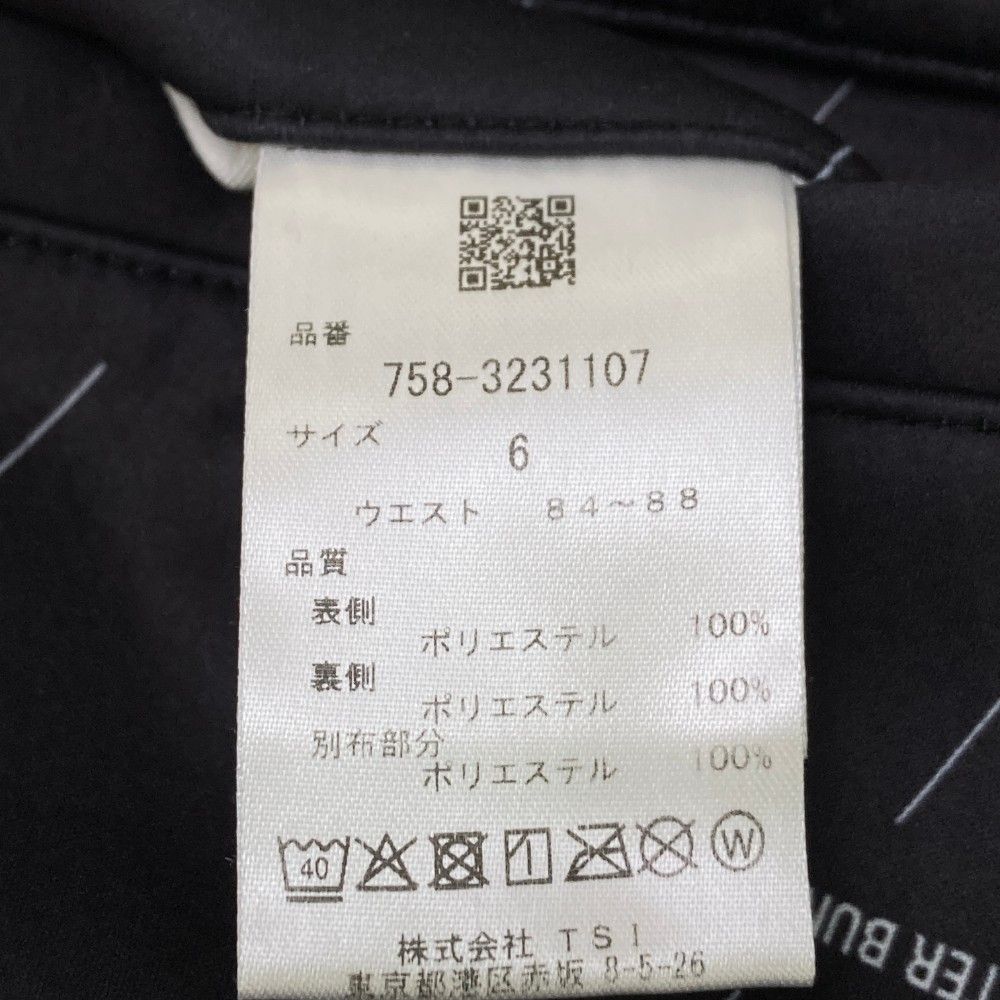 品番
758-3231107
サイズ
6
ウエスト 84~88
品質
表側
ポリエステル 100%
裏側
ポリエステル 100%
別布部分
ポリエステル 100%
40
W
株式会社 TSI
東京都港区赤坂 8-5-26
TER BU